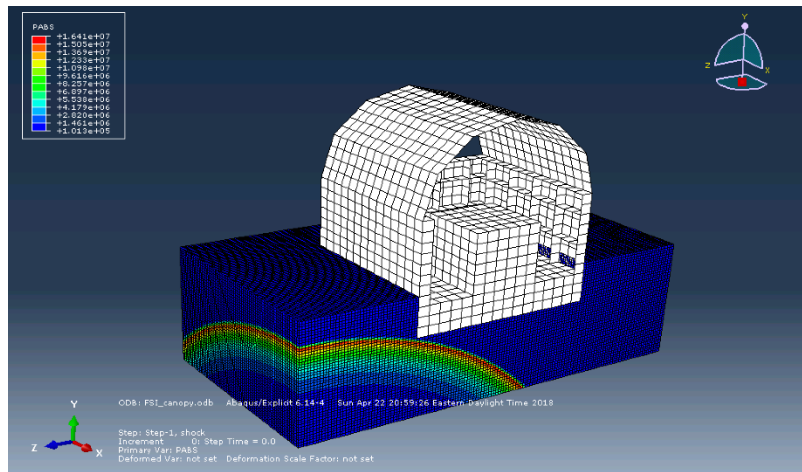 PABS
+1.641e+07
+1.505e+07
+1.369e+07
+1.233e+07
+1.098e+07
+9.616e+06
+8.257e+06
+6.897e+06
+5.538e+06
+4.179e+06
+2.820e+06
+1.461e+06
+1.013e+05
Y
Z
X
Y
Z
X
ODB: FSI_canopy.odb Abaqus/Explicit 6.14-4 Sun Apr 22 20:59:26 Eastern Daylight Time 2018
Step: Step-1, shock
Increment 0: Step Time = 0.0
Primary Var: PABS
Deformed Var: not set Deformation Scale Factor: not set